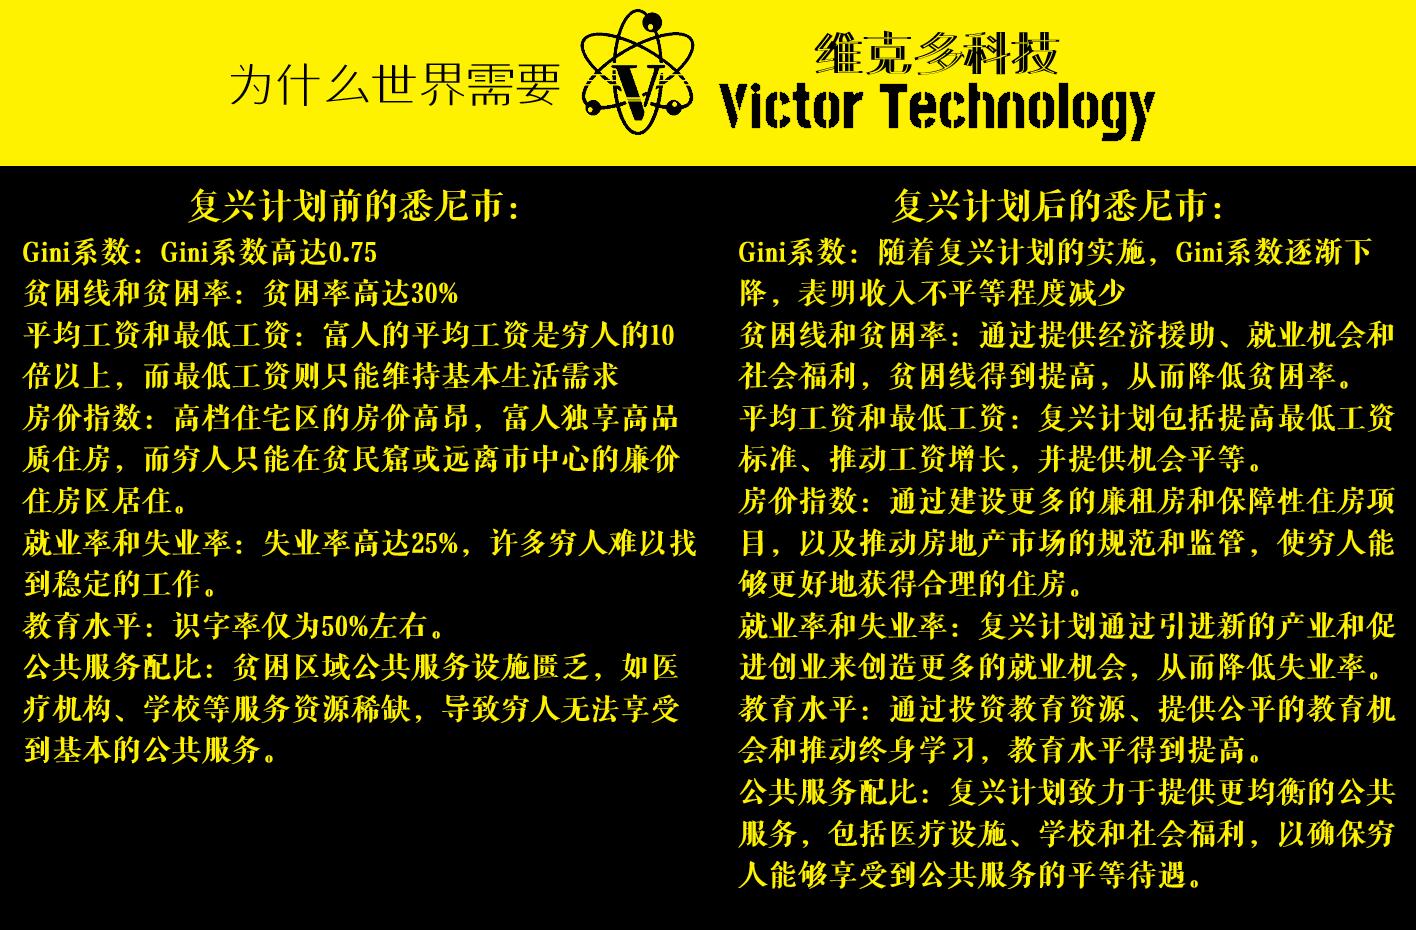 为什么世界需要
V
维克多科技
Victor Technology
复兴计划前的悉尼市：
Gini系数：Gini系数高达0.75
贫困线和贫困率：贫困率高达30%
平均工资和最低工资：富人的平均工资是穷人的10
倍以上，而最低工资则只能维持基本生活需求
房价指数：高档住宅区的房价高昂，富人独享高品
质住房，而穷人只能在贫民窟或远离市中心的廉价
住房区居住。
就业率和失业率：失业率高达25%，许多穷人难以找
到稳定的工作。
教育水平：识字率仅为50%左右。
公共服务配比：贫困区域公共服务设施匮乏，如医
疗机构、学校等服务资源稀缺，导致穷人无法享受
到基本的公共服务。
复兴计划后的悉尼市：
Gini系数：随着复兴计划的实施，Gini系数逐渐下
降，表明收入不平等程度减少
贫困线和贫困率：通过提供经济援助、就业机会和
社会福利，贫困线得到提高，从而降低贫困率。
平均工资和最低工资：复兴计划包括提高最低工资
标准、推动工资增长，并提供机会平等。
房价指数：通过建设更多的廉租房和保障性住房项
目，以及推动房地产市场的规范和监管，使穷人能
够更好地获得合理的住房。
就业率和失业率：复兴计划通过引进新的产业和促
进创业来创造更多的就业机会，从而降低失业率。
教育水平：通过投资教育资源、提供公平的教育机
会和推动终身学习，教育水平得到提高。
公共服务配比：复兴计划致力于提供更均衡的公共
服务，包括医疗设施、学校和社会福利，以确保穷
人能够享受到公共服务的平等待遇。